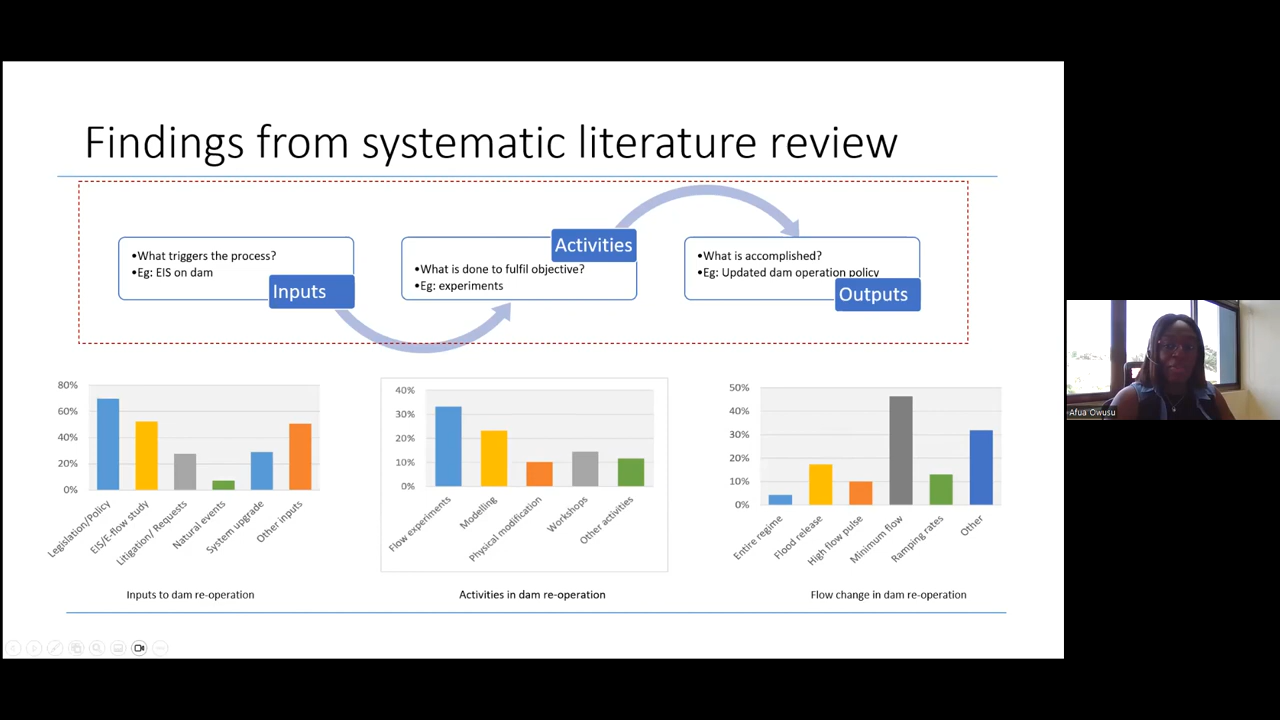 Findings from systematic literature review
•What triggers the process?
•Eg: EIS on dam
Inputs
Activities
•What is done to fulfil objective?
•Eg: experiments
•What is accomplished?
•Eg: Updated dam operation policy
Outputs
80%
60%
40%
20%
0%
Legislation/Policy
EIS/E-flow study
Litigation/ Requests
Natural events
System upgrade
Other inputs
Inputs to dam re-operation
40%
30%
20%
10%
0%
Flow experiments
Modelling
Physical modification
Workshops
Other activities
Activities in dam re-operation
50%
40%
30%
20%
10%
0%
Entire regime
Flood release
High flow pulse
Minimum flow
Ramping rates
Other
Flow change in dam re-operation
Afua Owusu